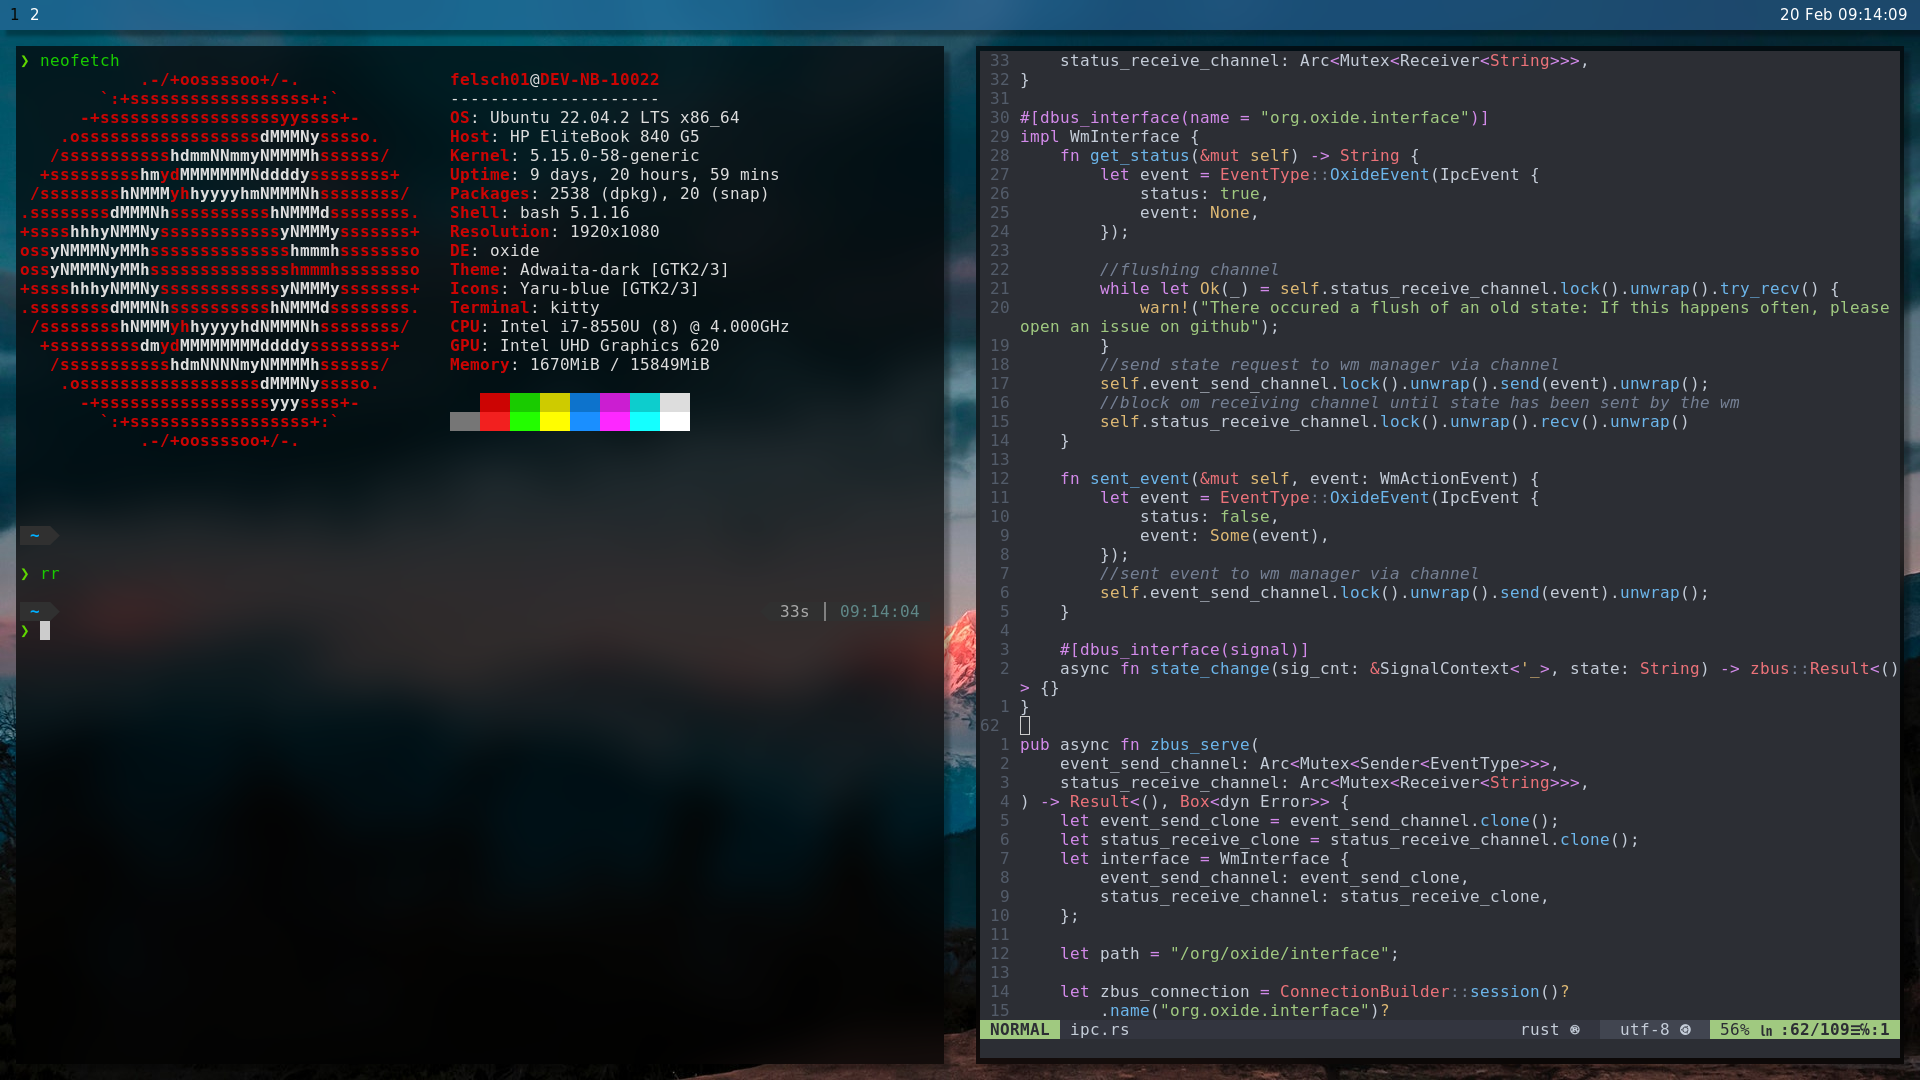 1 2
20 Feb 09:14:09
❯ neofetch
.-/+oossssoo+/-.
`:+ssssssssssssssssss+:`
-+ssssssssssssssssssyyssss+-
.ossssssssssssssssssdMMMNysssso.
/ssssssssssshdmmNNmmyNMMMMhssssss/
+ssssssssshmydMMMMMMMNddddyssssssss+
/sssssssshNMMMyhhyyyyhmNMMMNhssssssss/
.ssssssssdMMMNhsssssssssshNMMMdssssssss.
+sssshhhyNMMNyssssssssssssyNMMMysssssss+
ossyNMMMNyMMhsssssssssssssshmmmhssssssso
ossyNMMMNyMMhsssssssssssssshmmmhssssssso
+sssshhhyNMMNyssssssssssssyNMMMysssssss+
.ssssssssdMMMNhsssssssssshNMMMdssssssss.
/sssssssshNMMMyhhyyyyhdNMMMNhssssssss/
+sssssssssdmydMMMMMMMMddddyssssssss+
/ssssssssssshdmNNNNmyNMMMMhssssss/
.ossssssssssssssssssdMMMNysssso.
-+sssssssssssssssssyyyssss+-
`:+ssssssssssssssssss+:`
.-/+oossssoo+/-.
felsch01@DEV-NB-10022
---------------------
OS: Ubuntu 22.04.2 LTS x86_64
Host: HP EliteBook 840 G5
Kernel: 5.15.0-58-generic
Uptime: 9 days, 20 hours, 59 mins
Packages: 2538 (dpkg), 20 (snap)
Shell: bash 5.1.16
Resolution: 1920x1080
DE: oxide
Theme: Adwaita-dark [GTK2/3]
Icons: Yaru-blue [GTK2/3]
Terminal: kitty
CPU: Intel i7-8550U (8) @ 4.000GHz
GPU: Intel UHD Graphics 620
Memory: 1670MiB / 15849MiB
~
❯ rr
~ 33s │ 09:14:04
❯
33     status_receive_channel: Arc<Mutex<Receiver<String>>>,
32 }
31
30 #[dbus_interface(name = "org.oxide.interface")]
29 impl WmInterface {
28     fn get_status(&mut self) -> String {
27         let event = EventType::OxideEvent(IpcEvent {
26             status: true,
25             event: None,
24         });
23
22         //flushing channel
21         while let Ok(_) = self.status_receive_channel.lock().unwrap().try_recv() {
20             warn!("There occured a flush of an old state: If this happens often, please
open an issue on github");
19         }
18         //send state request to wm manager via channel
17         self.event_send_channel.lock().unwrap().send(event).unwrap();
16         //block om receiving channel until state has been sent by the wm
15         self.status_receive_channel.lock().unwrap().recv().unwrap()
14     }
13
12     fn sent_event(&mut self, event: WmActionEvent) {
11         let event = EventType::OxideEvent(IpcEvent {
10             status: false,
9             event: Some(event),
8         });
7         //sent event to wm manager via channel
6         self.event_send_channel.lock().unwrap().send(event).unwrap();
5     }
4
3     #[dbus_interface(signal)]
2     async fn state_change(sig_cnt: &SignalContext<'_>, state: String) -> zbus::Result<()
> {}
1 }
62
1 pub async fn zbus_serve(
2     event_send_channel: Arc<Mutex<Sender<EventType>>>,
3     status_receive_channel: Arc<Mutex<Receiver<String>>>,
4 ) -> Result<(), Box<dyn Error>> {
5     let event_send_clone = event_send_channel.clone();
6     let status_receive_clone = status_receive_channel.clone();
7     let interface = WmInterface {
8         event_send_channel: event_send_clone,
9         status_receive_channel: status_receive_clone,
10     };
11
12     let path = "/org/oxide/interface";
13
14     let zbus_connection = ConnectionBuilder::session()?
15         .name("org.oxide.interface")?
NORMAL ipc.rs rust utf-8 56% ㏑ :62/109≡℅:1